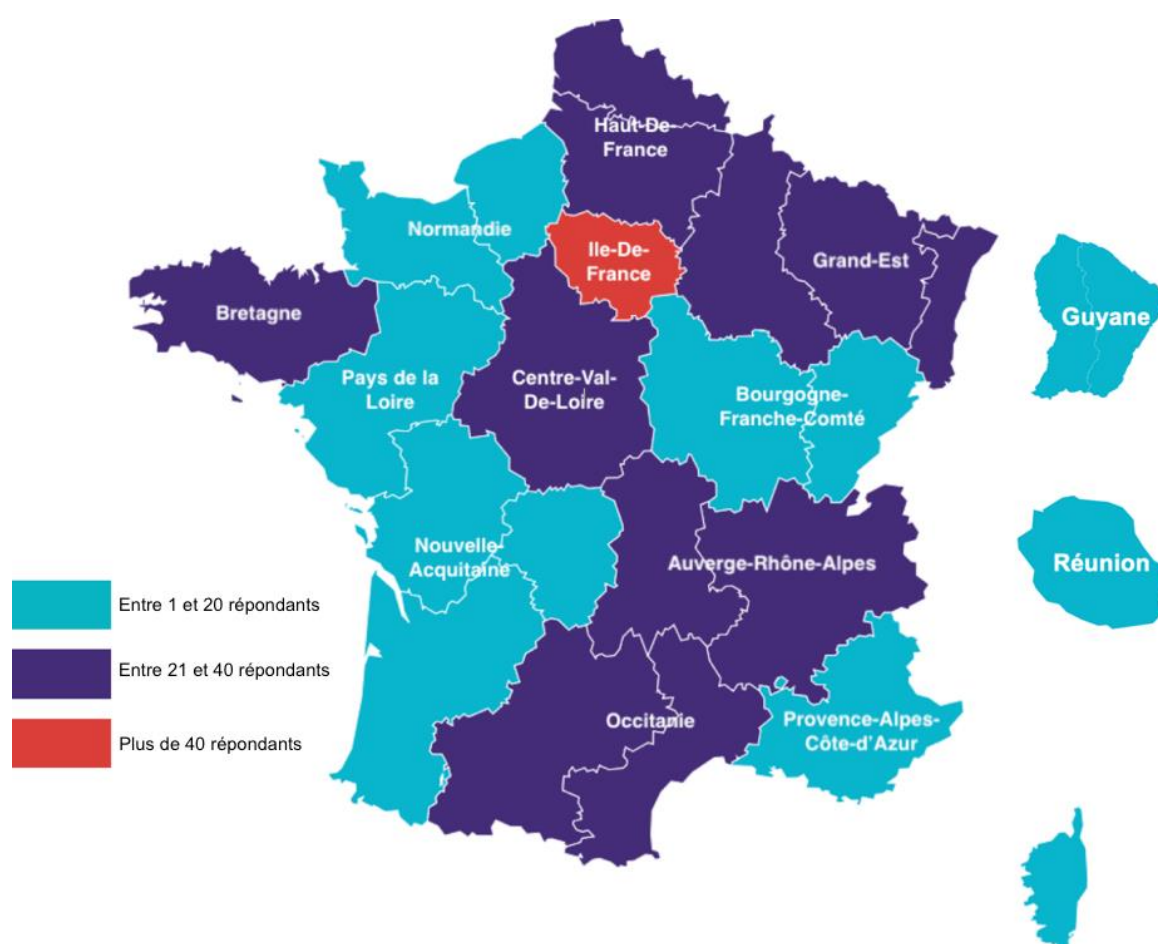 Haut-De-
France
Normandie
Ile-De-
France
Grand-Est
Bretagne
Guyane
Pays de la
Loire
Centre-Val-
De-Loire
Bourgogne-
Franche-Comté
Nouvelle-
Acquitaine
Auverge-Rhône-Alpes
Réunion
Entre 1 et 20 répondants
Entre 21 et 40 répondants
Plus de 40 répondants
Occitanie
Provence-Alpes-
Côte-d'Azur